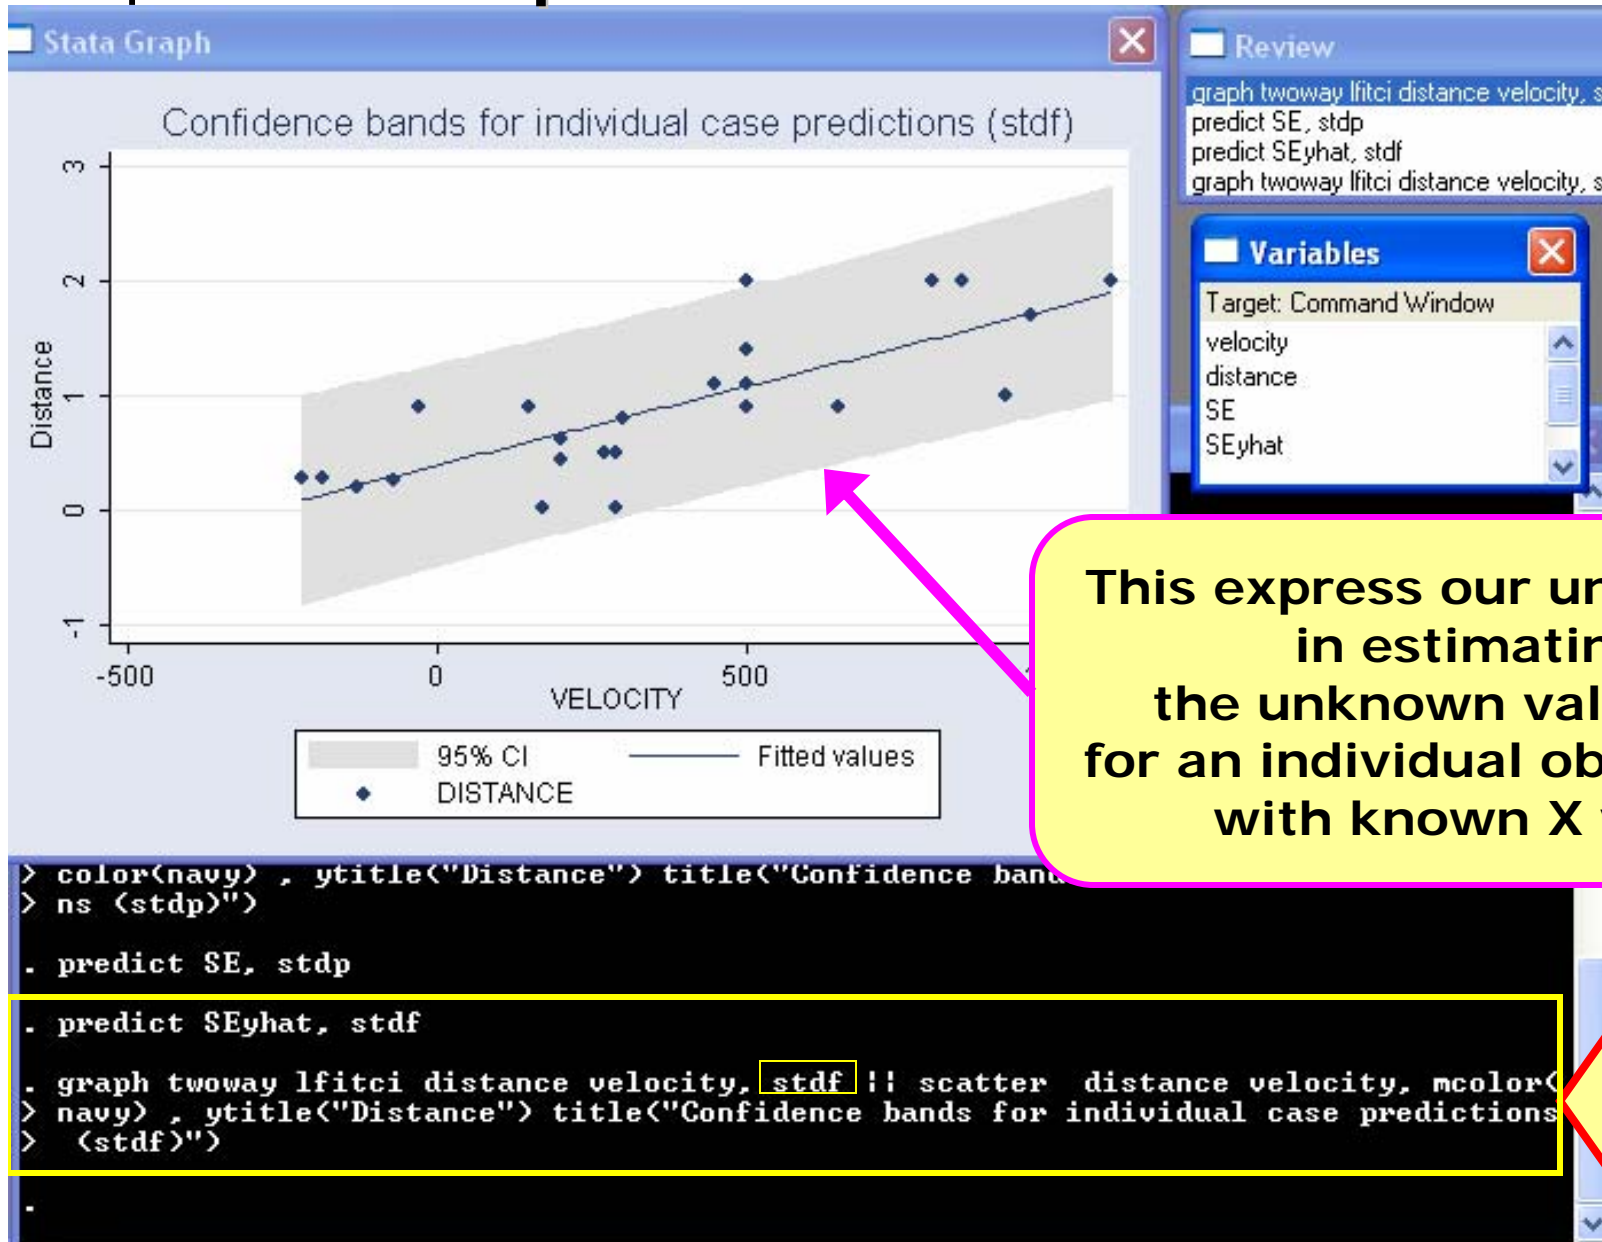 Stata Graph
Confidence bands for individual case predictions (stdf)
3
2
1
0
-1
Distance
-500
0
500
VELOCITY
95% CI
Fitted values
DISTANCE
Review
graph twoway lfitci distance velocity, s
predict SE, stdp
predict SEyhat, stdf
graph twoway lfitci distance velocity, s
Variables
Target: Command Window
velocity
distance
SE
SEyhat
This express our un
in estimatin
the unknown val
for an individual ob
with known X
> color(navy) , ytitle("Distance") title("Confidence band
> ns (stdp)")
. predict SE, stdp
. predict SEyhat, stdf
. graph twoway lfitci distance velocity, stdf || scatter  distance velocity, mcolor(
> navy) , ytitle("Distance") title("Confidence bands for individual case predictions
>  (stdf)")
.